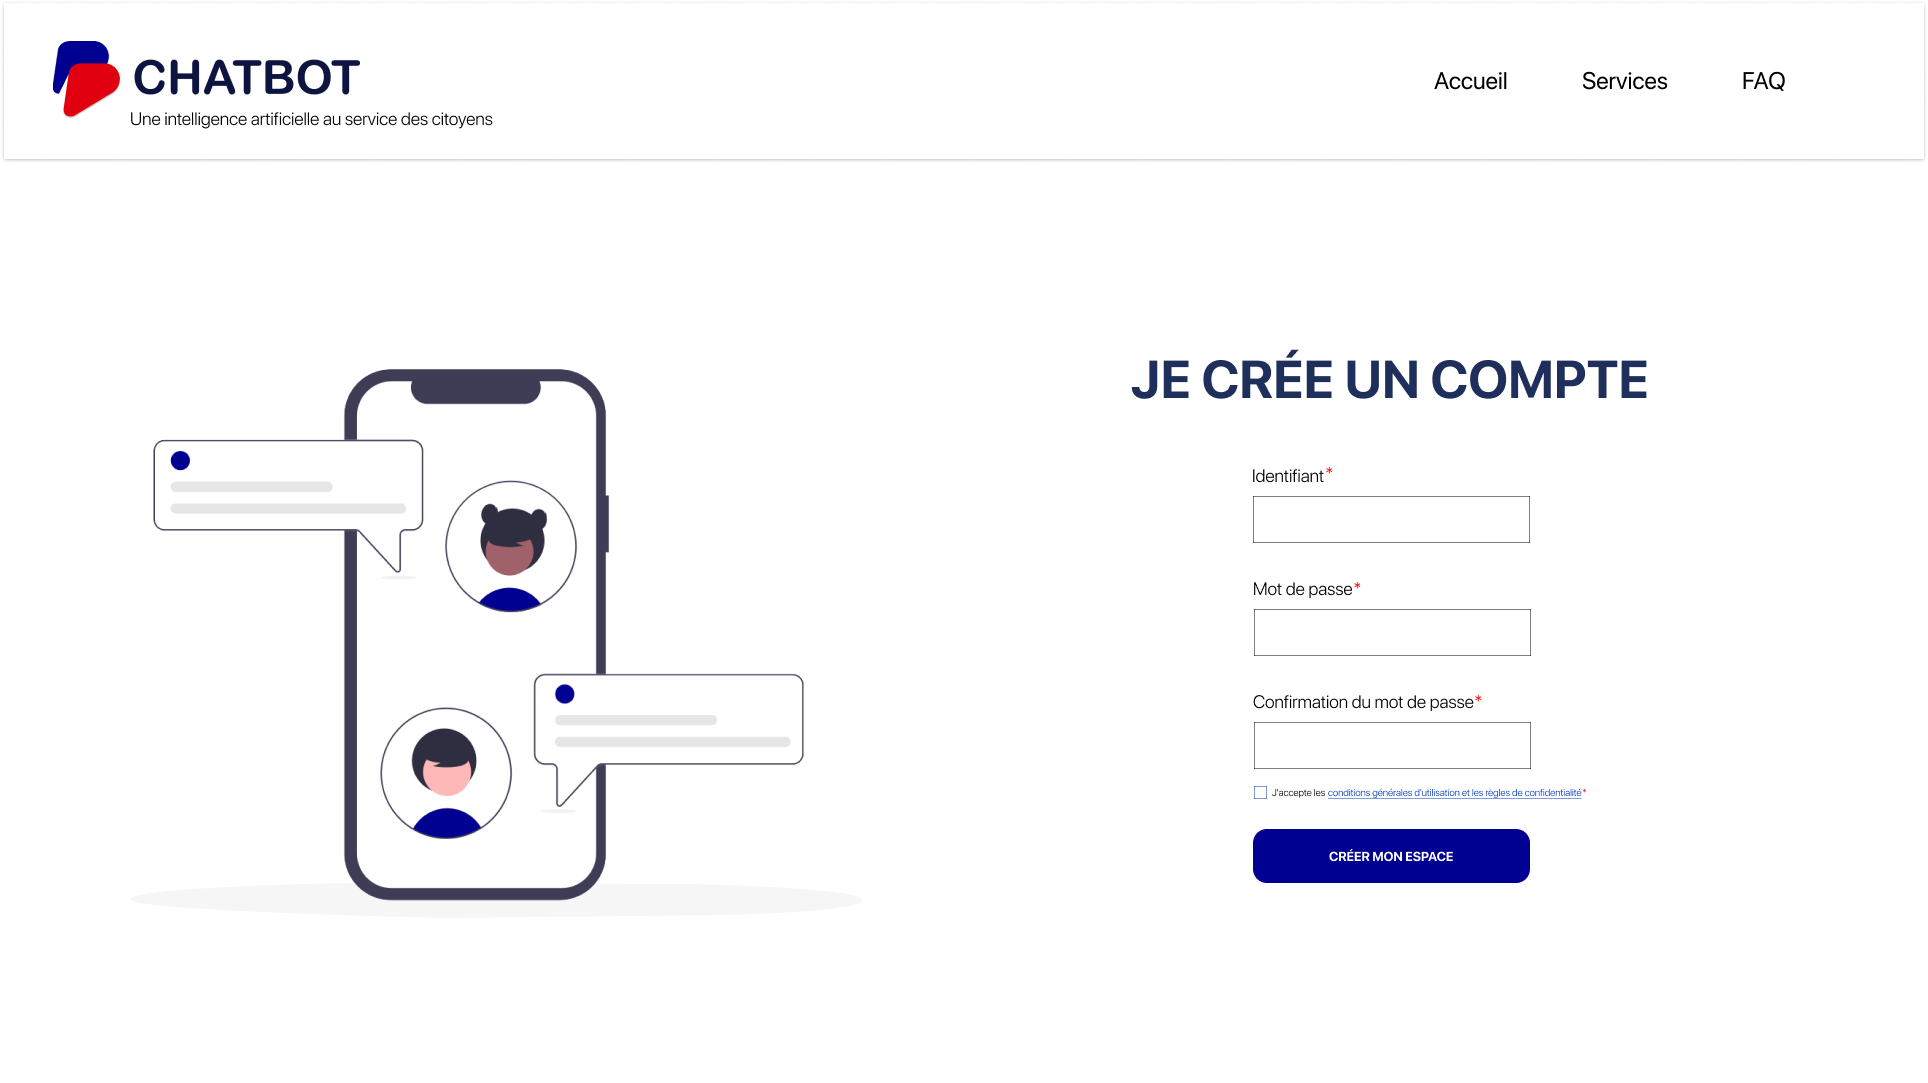 CHATBOT
Une intelligence artificielle au service des citoyens
Accueil
Services
FAQ
JE CRÉE UN COMPTE
Identifiant*
Mot de passe*
Confirmation du mot de passe*
J'accepte les conditions générales d'utilisation et les règles de confidentialité*
CRÉER MON ESPACE